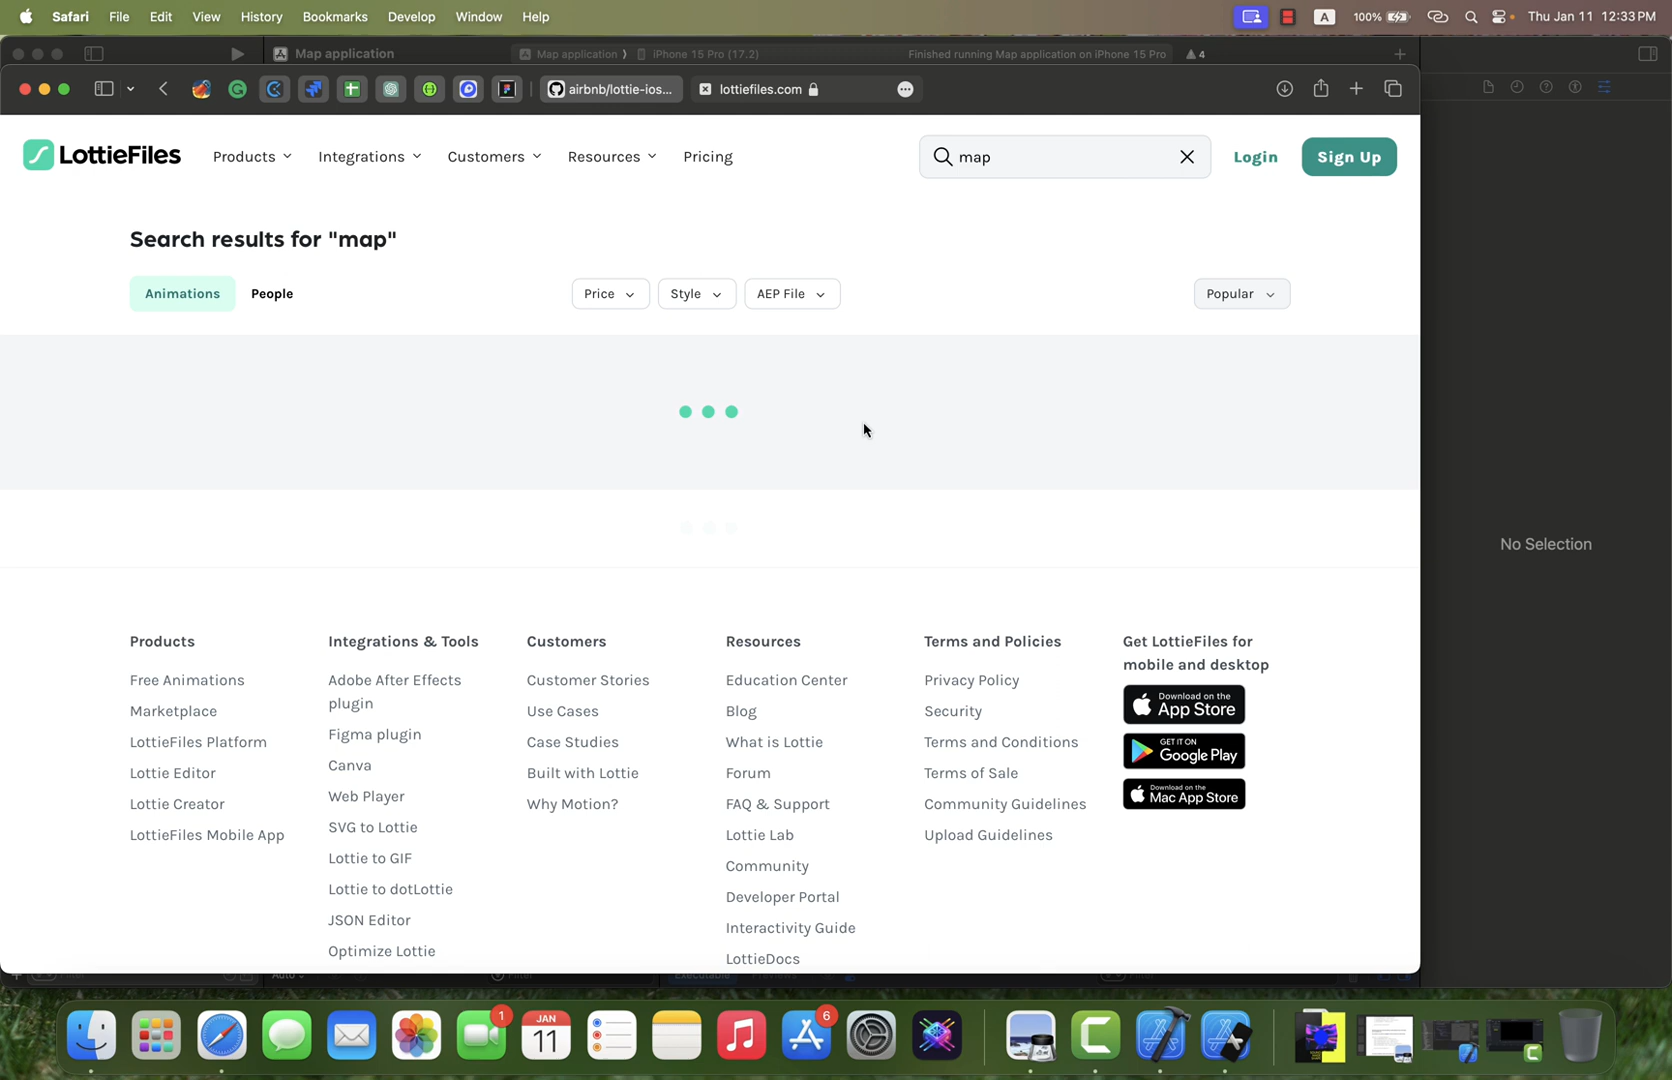 Safari File Edit View History Bookmarks Develop Window Help
A 100% Thu Jan 11 12:33 PM
Map application
Map application
iPhone 15 Pro (17.2)
Finished running Map application on iPhone 15 Pro
4
airbnb/lottie-ios...
lottiefiles.com
LottieFiles
Products Integrations Customers Resources Pricing
map
Login
Sign Up
Search results for "map"
Animations
People
Price
Style
AEP File
Popular
No Selection
Products
Free Animations
Marketplace
LottieFiles Platform
Lottie Editor
Lottie Creator
LottieFiles Mobile App
Integrations & Tools
Adobe After Effects
plugin
Figma plugin
Canva
Web Player
SVG to Lottie
Lottie to GIF
Lottie to dotLottie
JSON Editor
Optimize Lottie
Customers
Customer Stories
Use Cases
Case Studies
Built with Lottie
Why Motion?
Resources
Education Center
Blog
What is Lottie
Forum
FAQ & Support
Lottie Lab
Community
Developer Portal
Interactivity Guide
LottieDocs
Terms and Policies
Privacy Policy
Security
Terms and Conditions
Terms of Sale
Community Guidelines
Upload Guidelines
Get LottieFiles for
mobile and desktop
Download on the
App Store
GET IT ON
Google Play
Download on the
Mac App Store
1
JAN
11
6